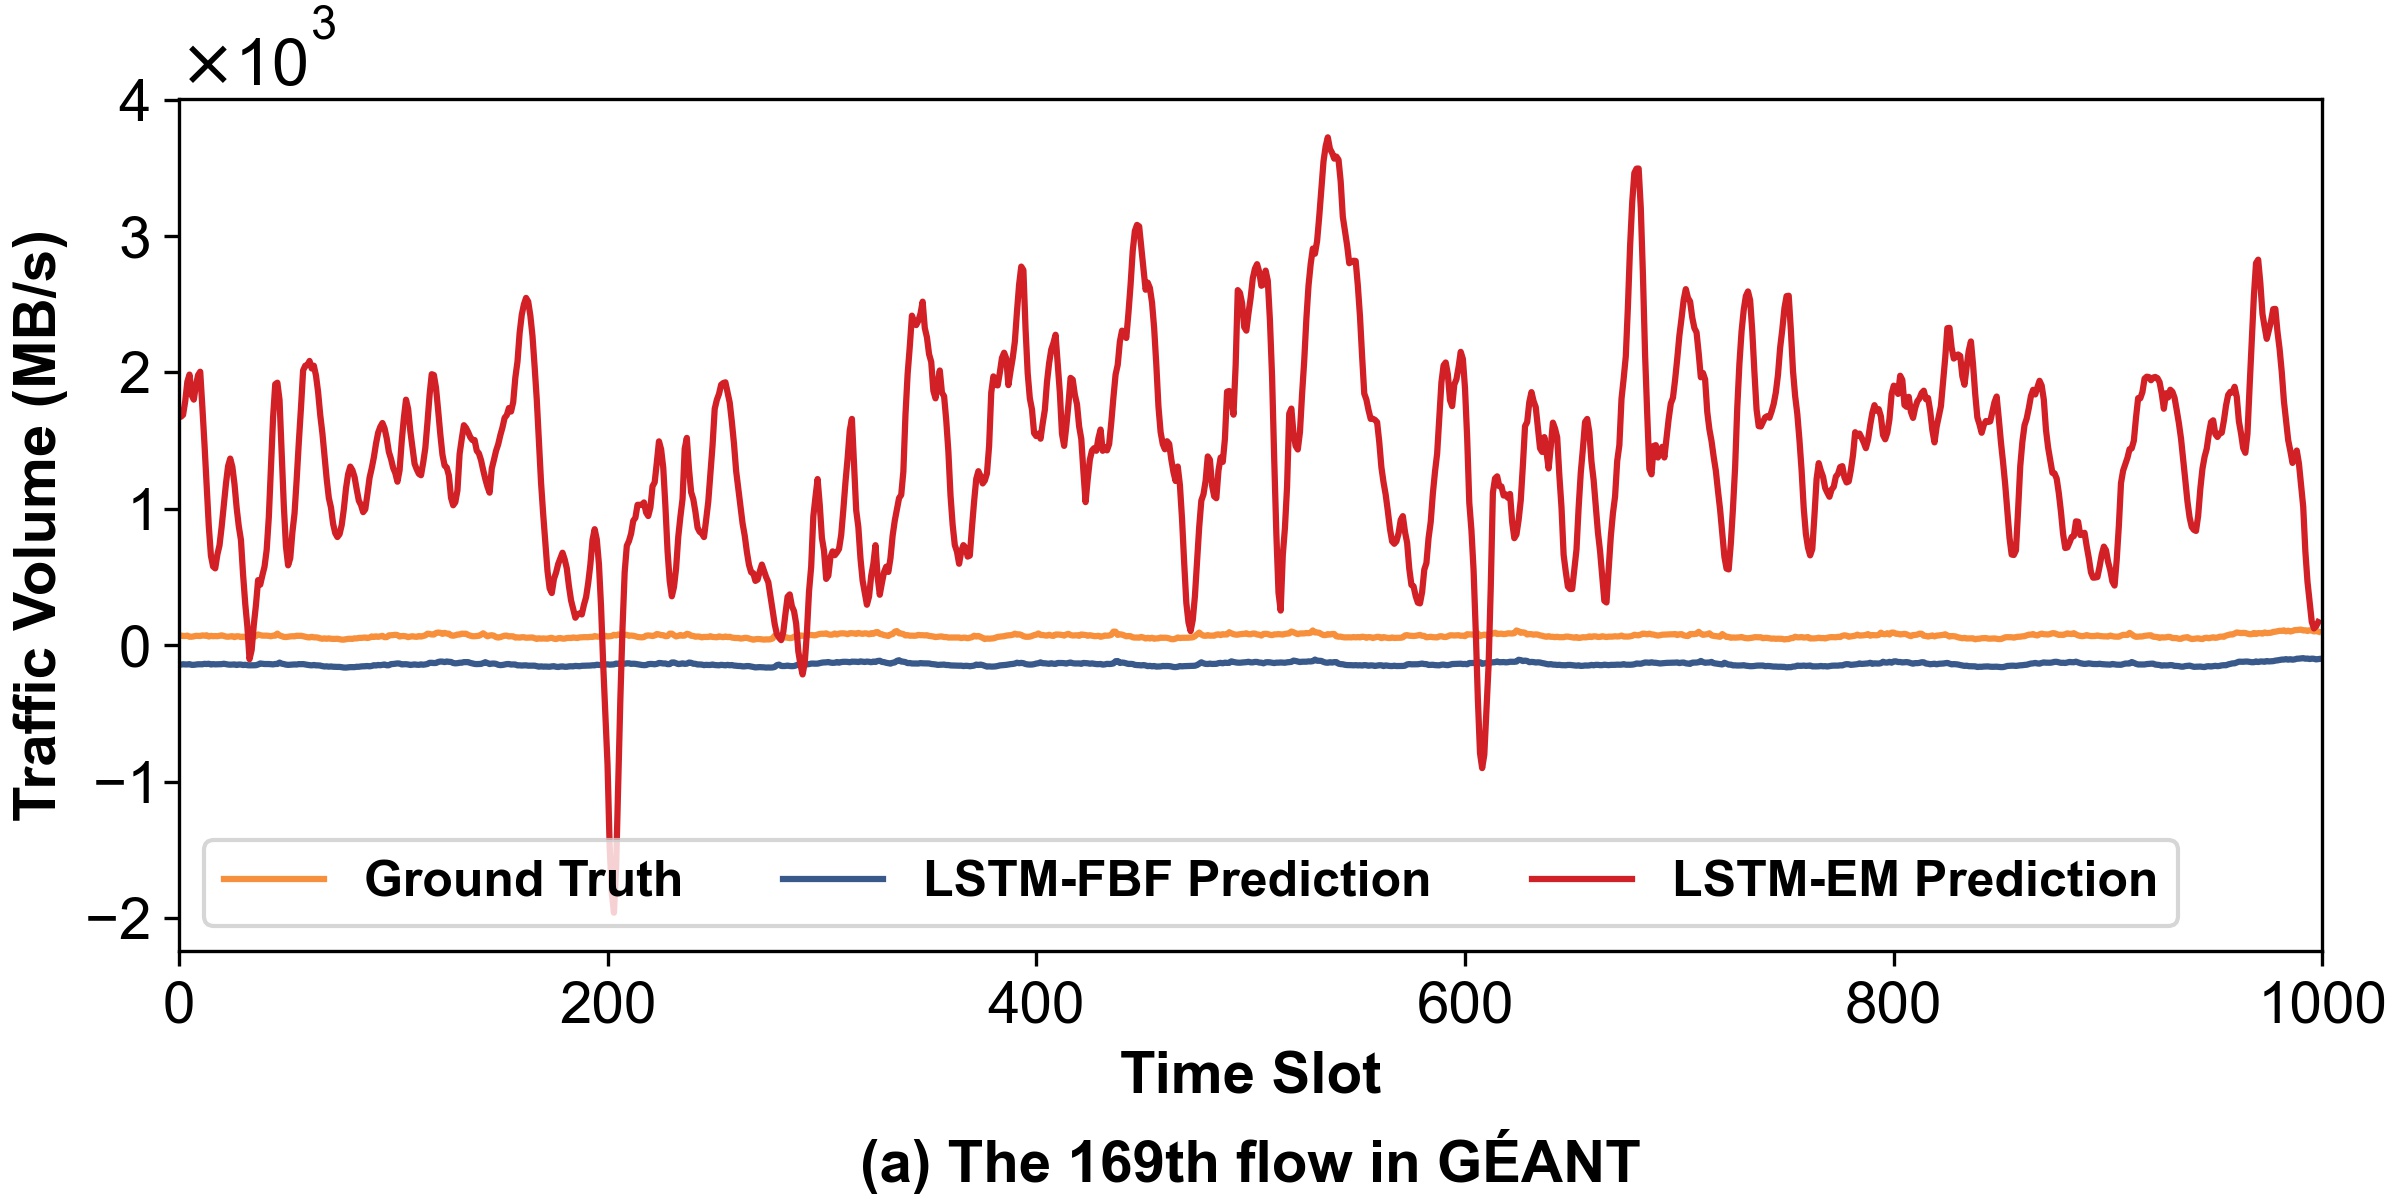 ×10³
4
3
2
1
0
−1
−2
Traffic Volume (MB/s)
Ground Truth LSTM-FBF Prediction LSTM-EM Prediction
0 200 400 600 800 1000
Time Slot
(a) The 169th flow in GÉANT